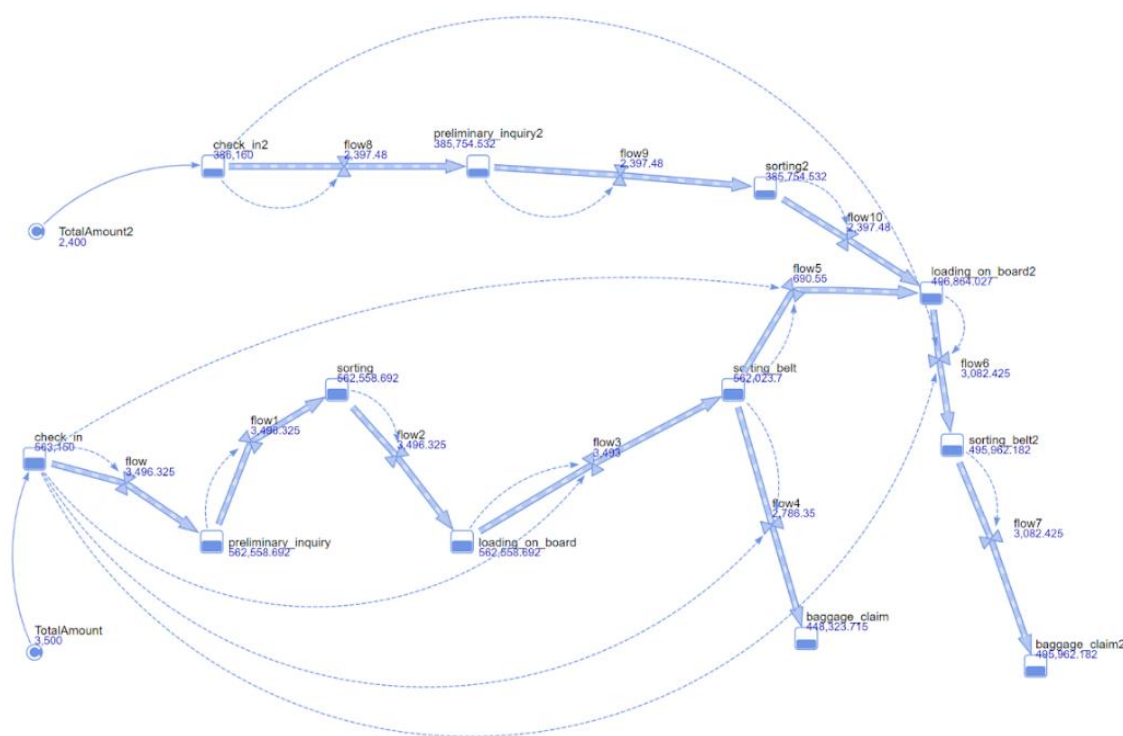 check_in2
386,160
flow8
2,397.48
preliminary_inquiry2
385,754.532
flow9
2,397.48
sorting2
385,754,532
TotalAmount2
2,400
flow10
2,397.48
flow5
690.55
loading_on_board2
496,864.027
sorting
562,558.692
sorting_belt
562,023.7
flow6
3,082.425
check_in
563,150
flow
3,496.325
flow1
3,496.325
flow2
3,496.325
flow3
3,493
sorting_belt2
495,962.182
flow4
2,786.35
flow7
3,082.425
preliminary_inquiry
562,558.692
loading_on_board
562,558.692
TotalAmount
3,500
baggage_claim
448,323.715
baggage_claim2
495,962.182